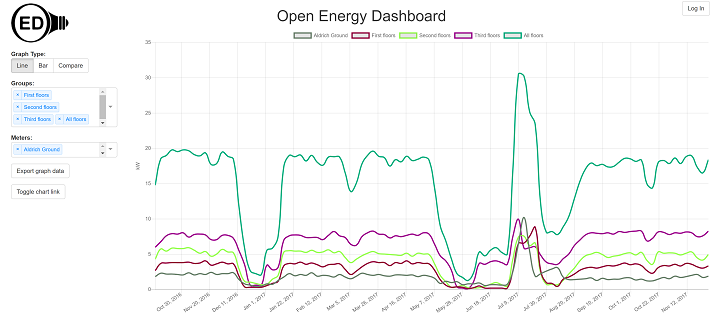 ED
Open Energy Dashboard
Log In
Aldrich Ground First floors Second floors Third floors All floors
Graph Type:
Line Bar Compare
Groups:
× First floors
× Second floors
× Third floors × All floors
Meters:
× Aldrich Ground
Export graph data
Toggle chart link
kW
35
30
25
20
15
10
5
0
Oct 30, 2016 Nov 20, 2016 Dec 11, 2016 Jan 1, 2017 Jan 22, 2017 Feb 12, 2017 Mar 5, 2017 Mar 26, 2017 Apr 16, 2017 May 7, 2017 May 28, 2017 Jun 18, 2017 Jul 9, 2017 Jul 30, 2017 Aug 20, 2017 Sep 10, 2017 Oct 1, 2017 Oct 22, 2017 Nov 12, 2017